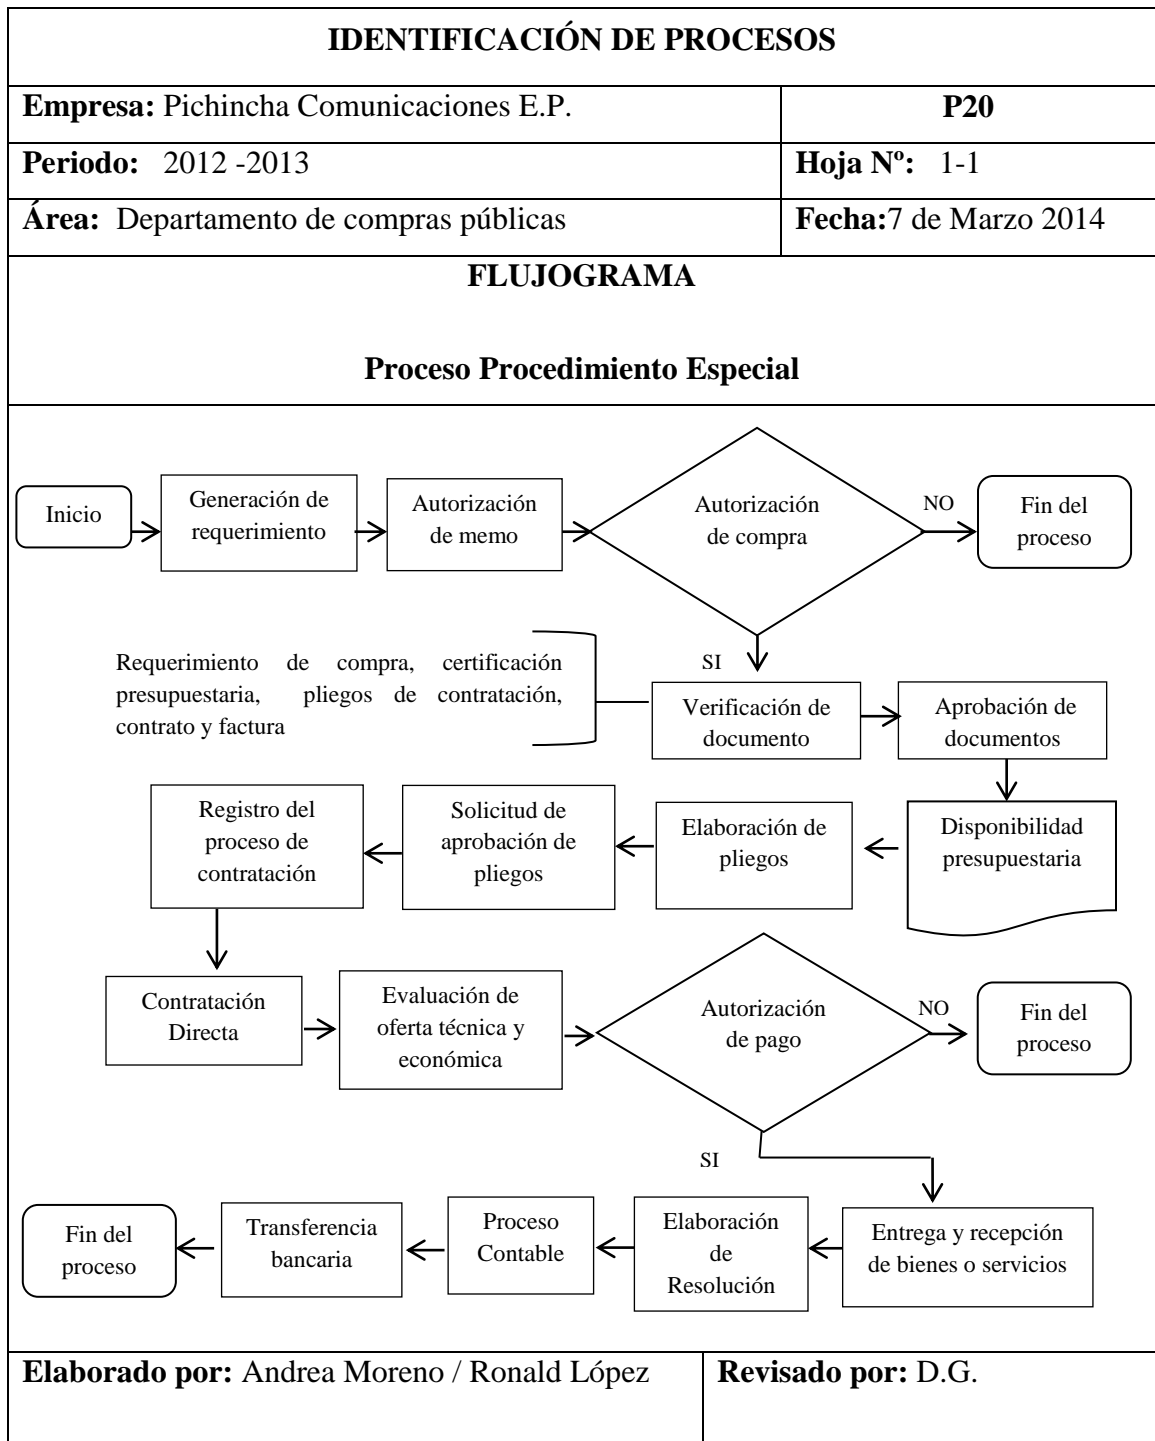 IDENTIFICACIÓN DE PROCESOS
Empresa: Pichincha Comunicaciones E.P.
P20
Periodo: 2012 -2013
Hoja Nº: 1-1
Área: Departamento de compras públicas
Fecha:7 de Marzo 2014
FLUJOGRAMA
Proceso Procedimiento Especial
Inicio
Generación de
requerimiento
Autorización
de memo
Autorización
de compra
NO
Fin del
proceso
SI
Requerimiento de compra, certificación
presupuestaria, pliegos de contratación,
contrato y factura
Verificación de
documento
Aprobación de
documentos
Disponibilidad
presupuestaria
Elaboración de
pliegos
Solicitud de
aprobación de
pliegos
Registro del
proceso de
contratación
Contratación
Directa
Evaluación de
oferta técnica y
económica
Autorización
de pago
NO
Fin del
proceso
SI
Entrega y recepción
de bienes o servicios
Elaboración
de
Resolución
Proceso
Contable
Transferencia
bancaria
Fin del
proceso
Elaborado por: Andrea Moreno / Ronald López
Revisado por: D.G.